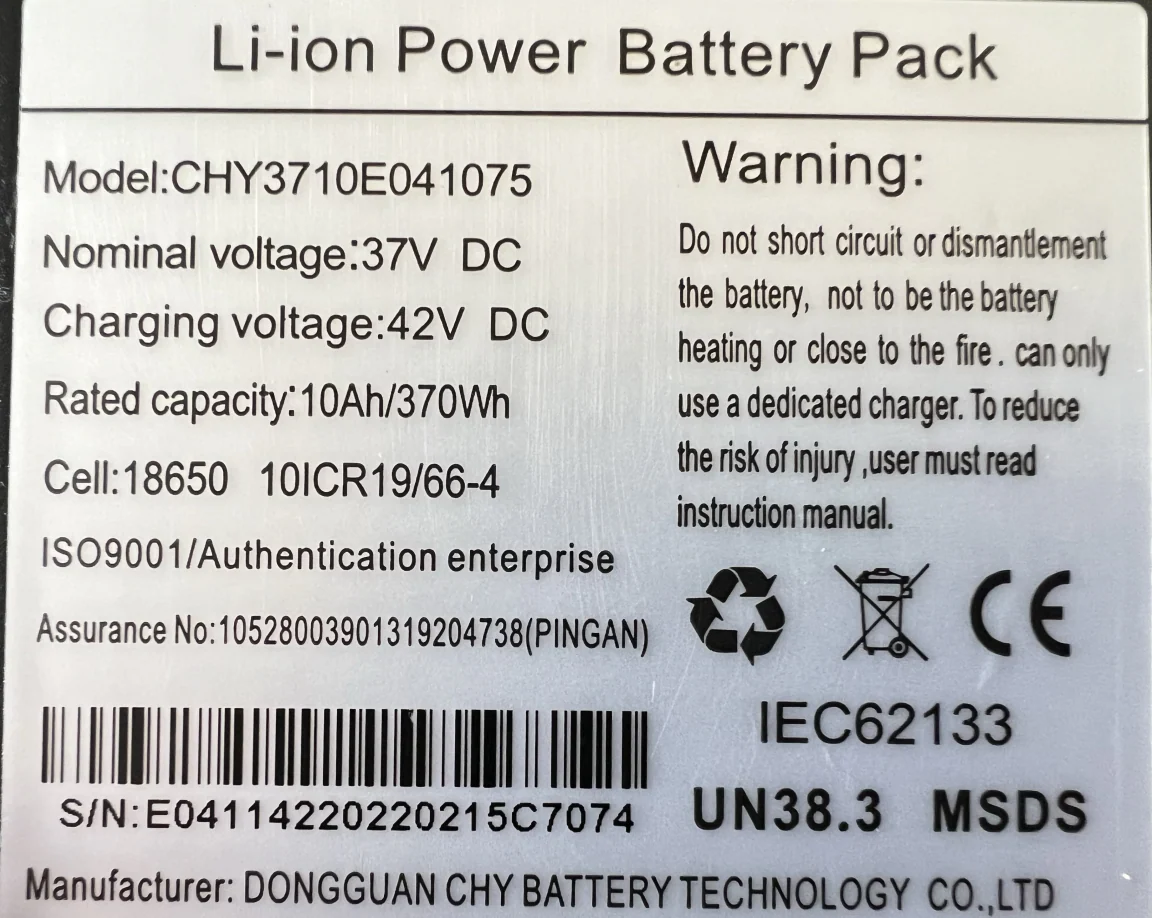 Li-ion Power Battery Pack
Model:CHY3710E041075
Nominal voltage:37V DC
Charging voltage:42V DC
Rated capacity:10Ah/370Wh
Cell:18650 10ICR19/66-4
ISO9001/Authentication enterprise
Assurance No:10528003901319204738(PINGAN)
S/N:E04114220220215C7074
Warning:
Do not short circuit or dismantlement
the battery, not to be the battery
heating or close to the fire. can only
use a dedicated charger. To reduce
the risk of injury ,user must read
instruction manual.
CE
IEC62133
UN38.3 MSDS
Manufacturer: DONGGUAN CHY BATTERY TECHNOLOGY CO.,LTD